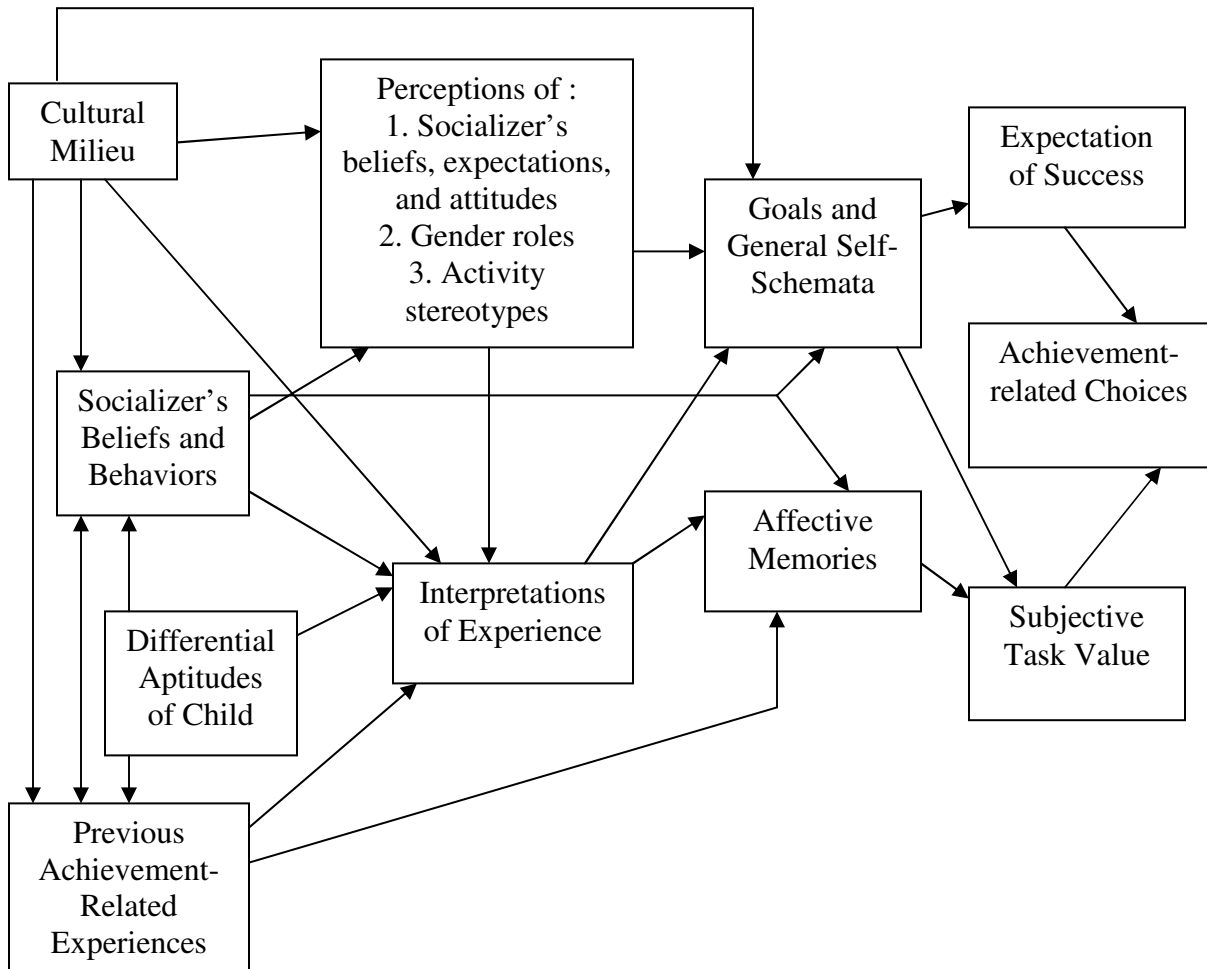 Cultural
Milieu
Perceptions of :
1. Socializer’s
beliefs, expectations,
and attitudes
2. Gender roles
3. Activity
stereotypes
Goals and
General Self-
Schemata
Expectation
of Success
Achievement-
related Choices
Socializer’s
Beliefs and
Behaviors
Affective
Memories
Interpretations
of Experience
Subjective
Task Value
Differential
Aptitudes
of Child
Previous
Achievement-
Related
Experiences